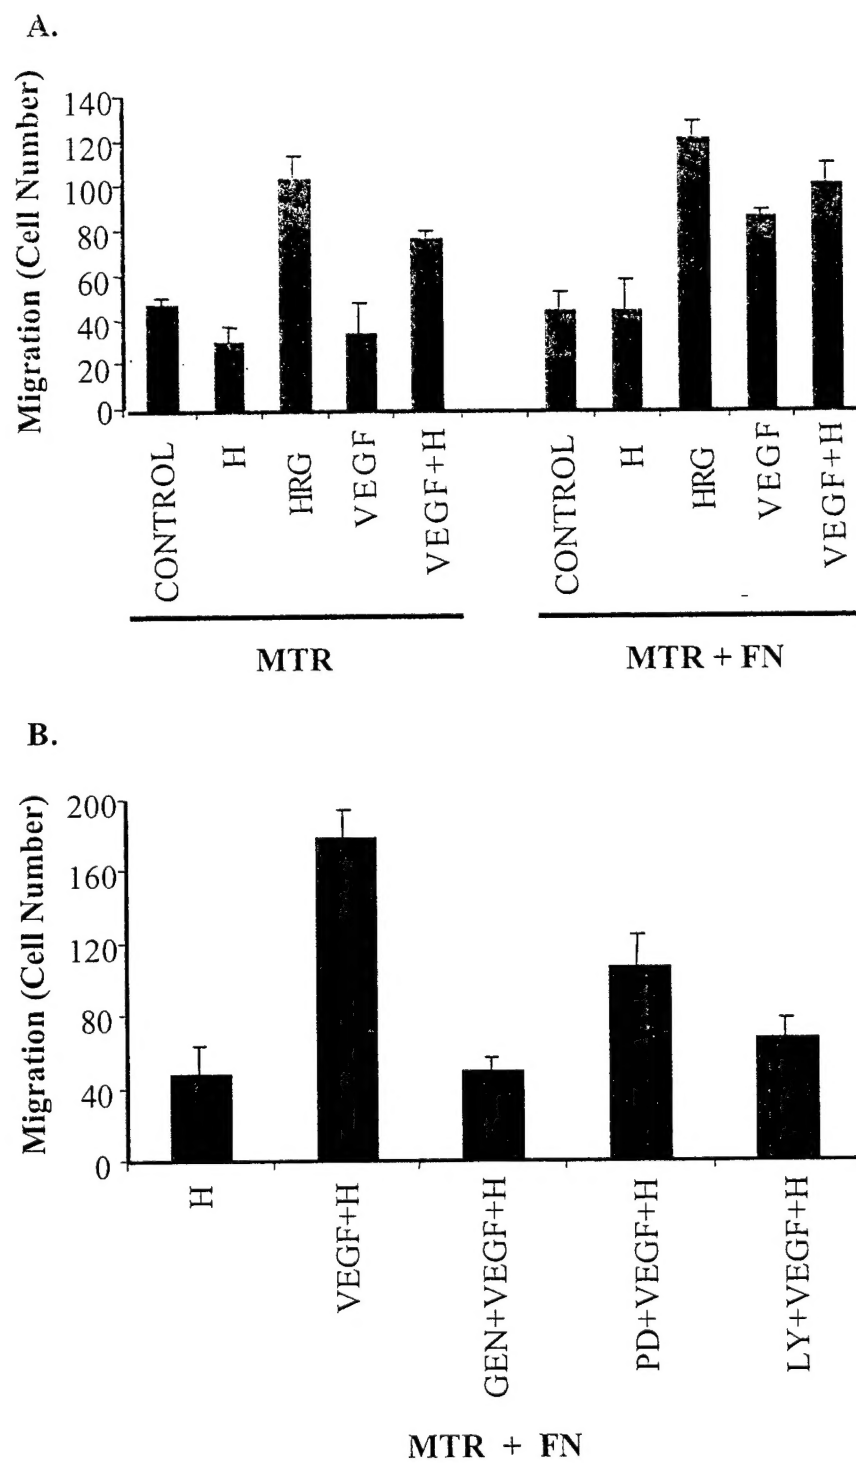 A.
Migration (Cell Number)
140
120
100
80
60
40
20
0
CONTROL
H
HRG
VEGF
VEGF+H
CONTROL
H
HRG
VEGF
VEGF+H
MTR
MTR + FN
B.
Migration (Cell Number)
200
160
120
80
40
0
H
VEGF+H
GEN+VEGF+H
PD+VEGF+H
LY+VEGF+H
MTR + FN